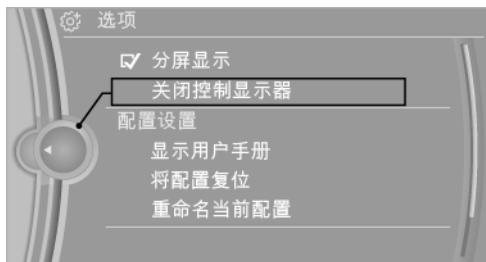 选项
分屏显示
关闭控制显示器
配置设置
显示用户手册
将配置复位
重命名当前配置